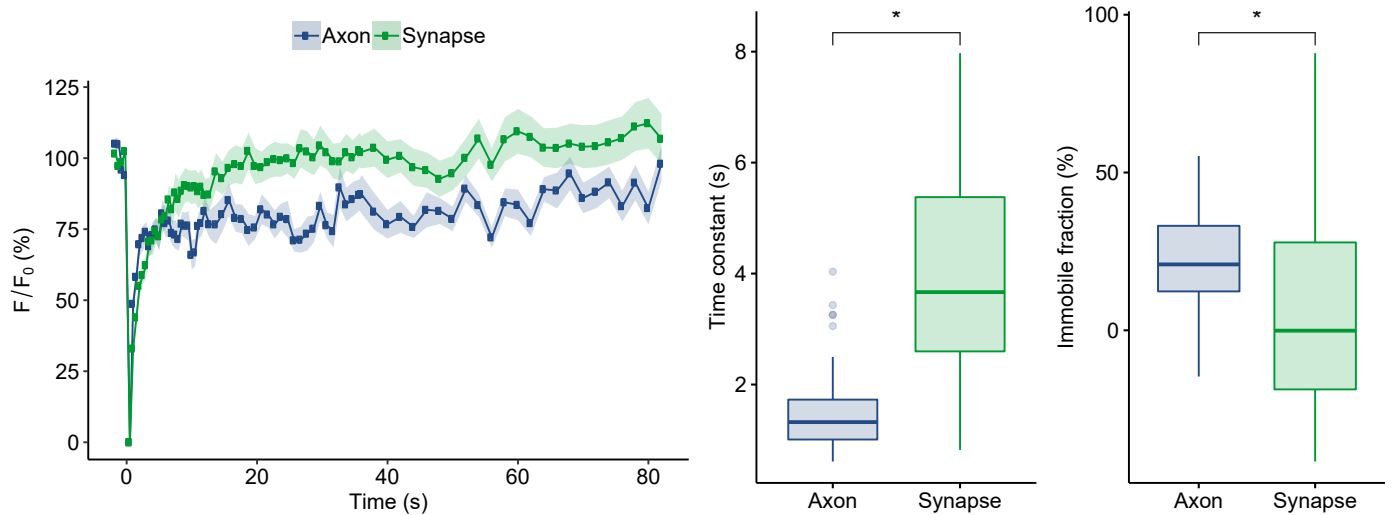 Axon Synapse
F/F0 (%)
125
100
75
50
25
0
0 20 40 60 80
Time (s)
Time constant (s)
8
6
4
2
*
Axon Synapse
Immobile fraction (%)
100
50
0
*
Axon Synapse